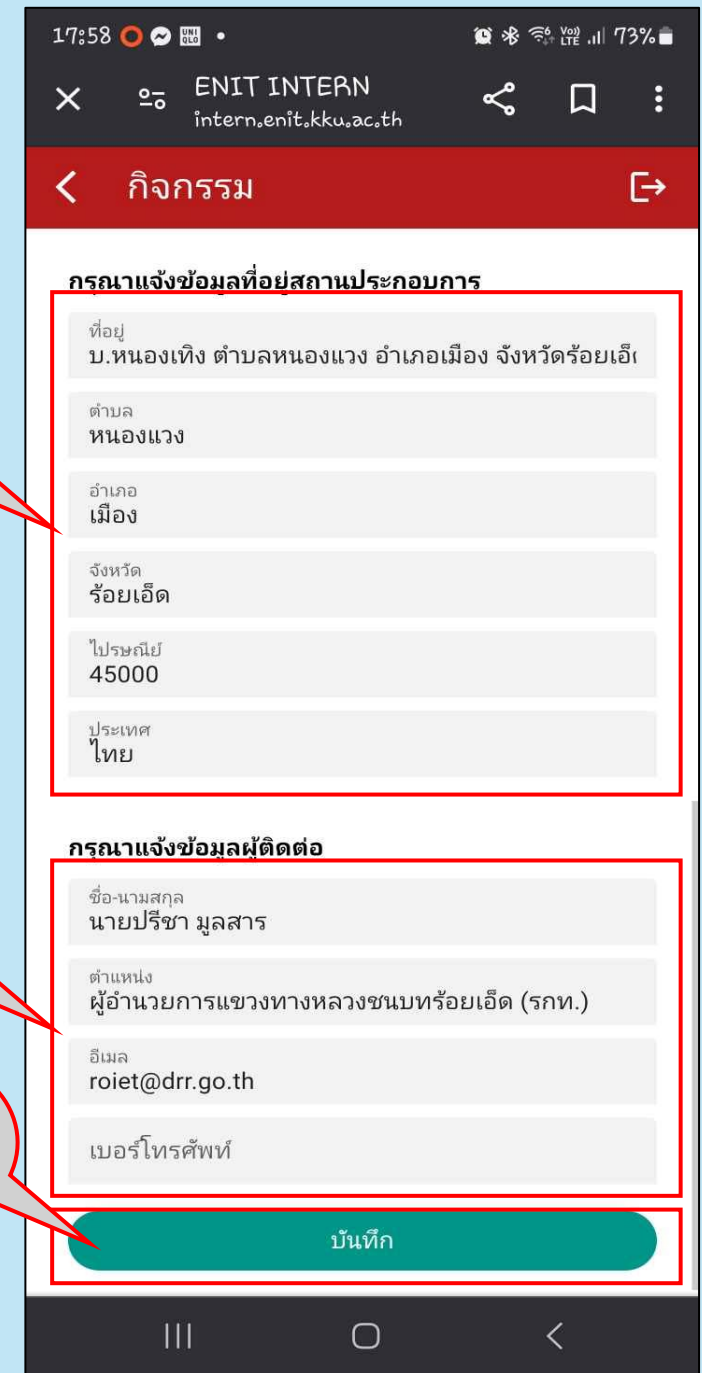 17:58
UNI
QLO
Vo))
LTE
73%
ENIT INTERN
intern.enit.kku.ac.th
กิจกรรม
กรุณาแจ้งข้อมูลที่อยู่สถานประกอบการ
ที่อยู่
บ.หนองเทิง ตำบลหนองแวง อำเภอเมือง จังหวัดร้อยเอ็
ตำบล
หนองแวง
อำเภอ
เมือง
จังหวัด
ร้อยเอ็ด
ไปรษณีย์
45000
ประเทศ
ไทย
กรุณาแจ้งข้อมูลผู้ติดต่อ
ชื่อ-นามสกุล
นายปรีชา มูลสาร
ตำแหน่ง
ผู้อำนวยการแขวงทางหลวงชนบทร้อยเอ็ด (รกท.)
อีเมล
roiet@drr.go.th
เบอร์โทรศัพท์
บันทึก